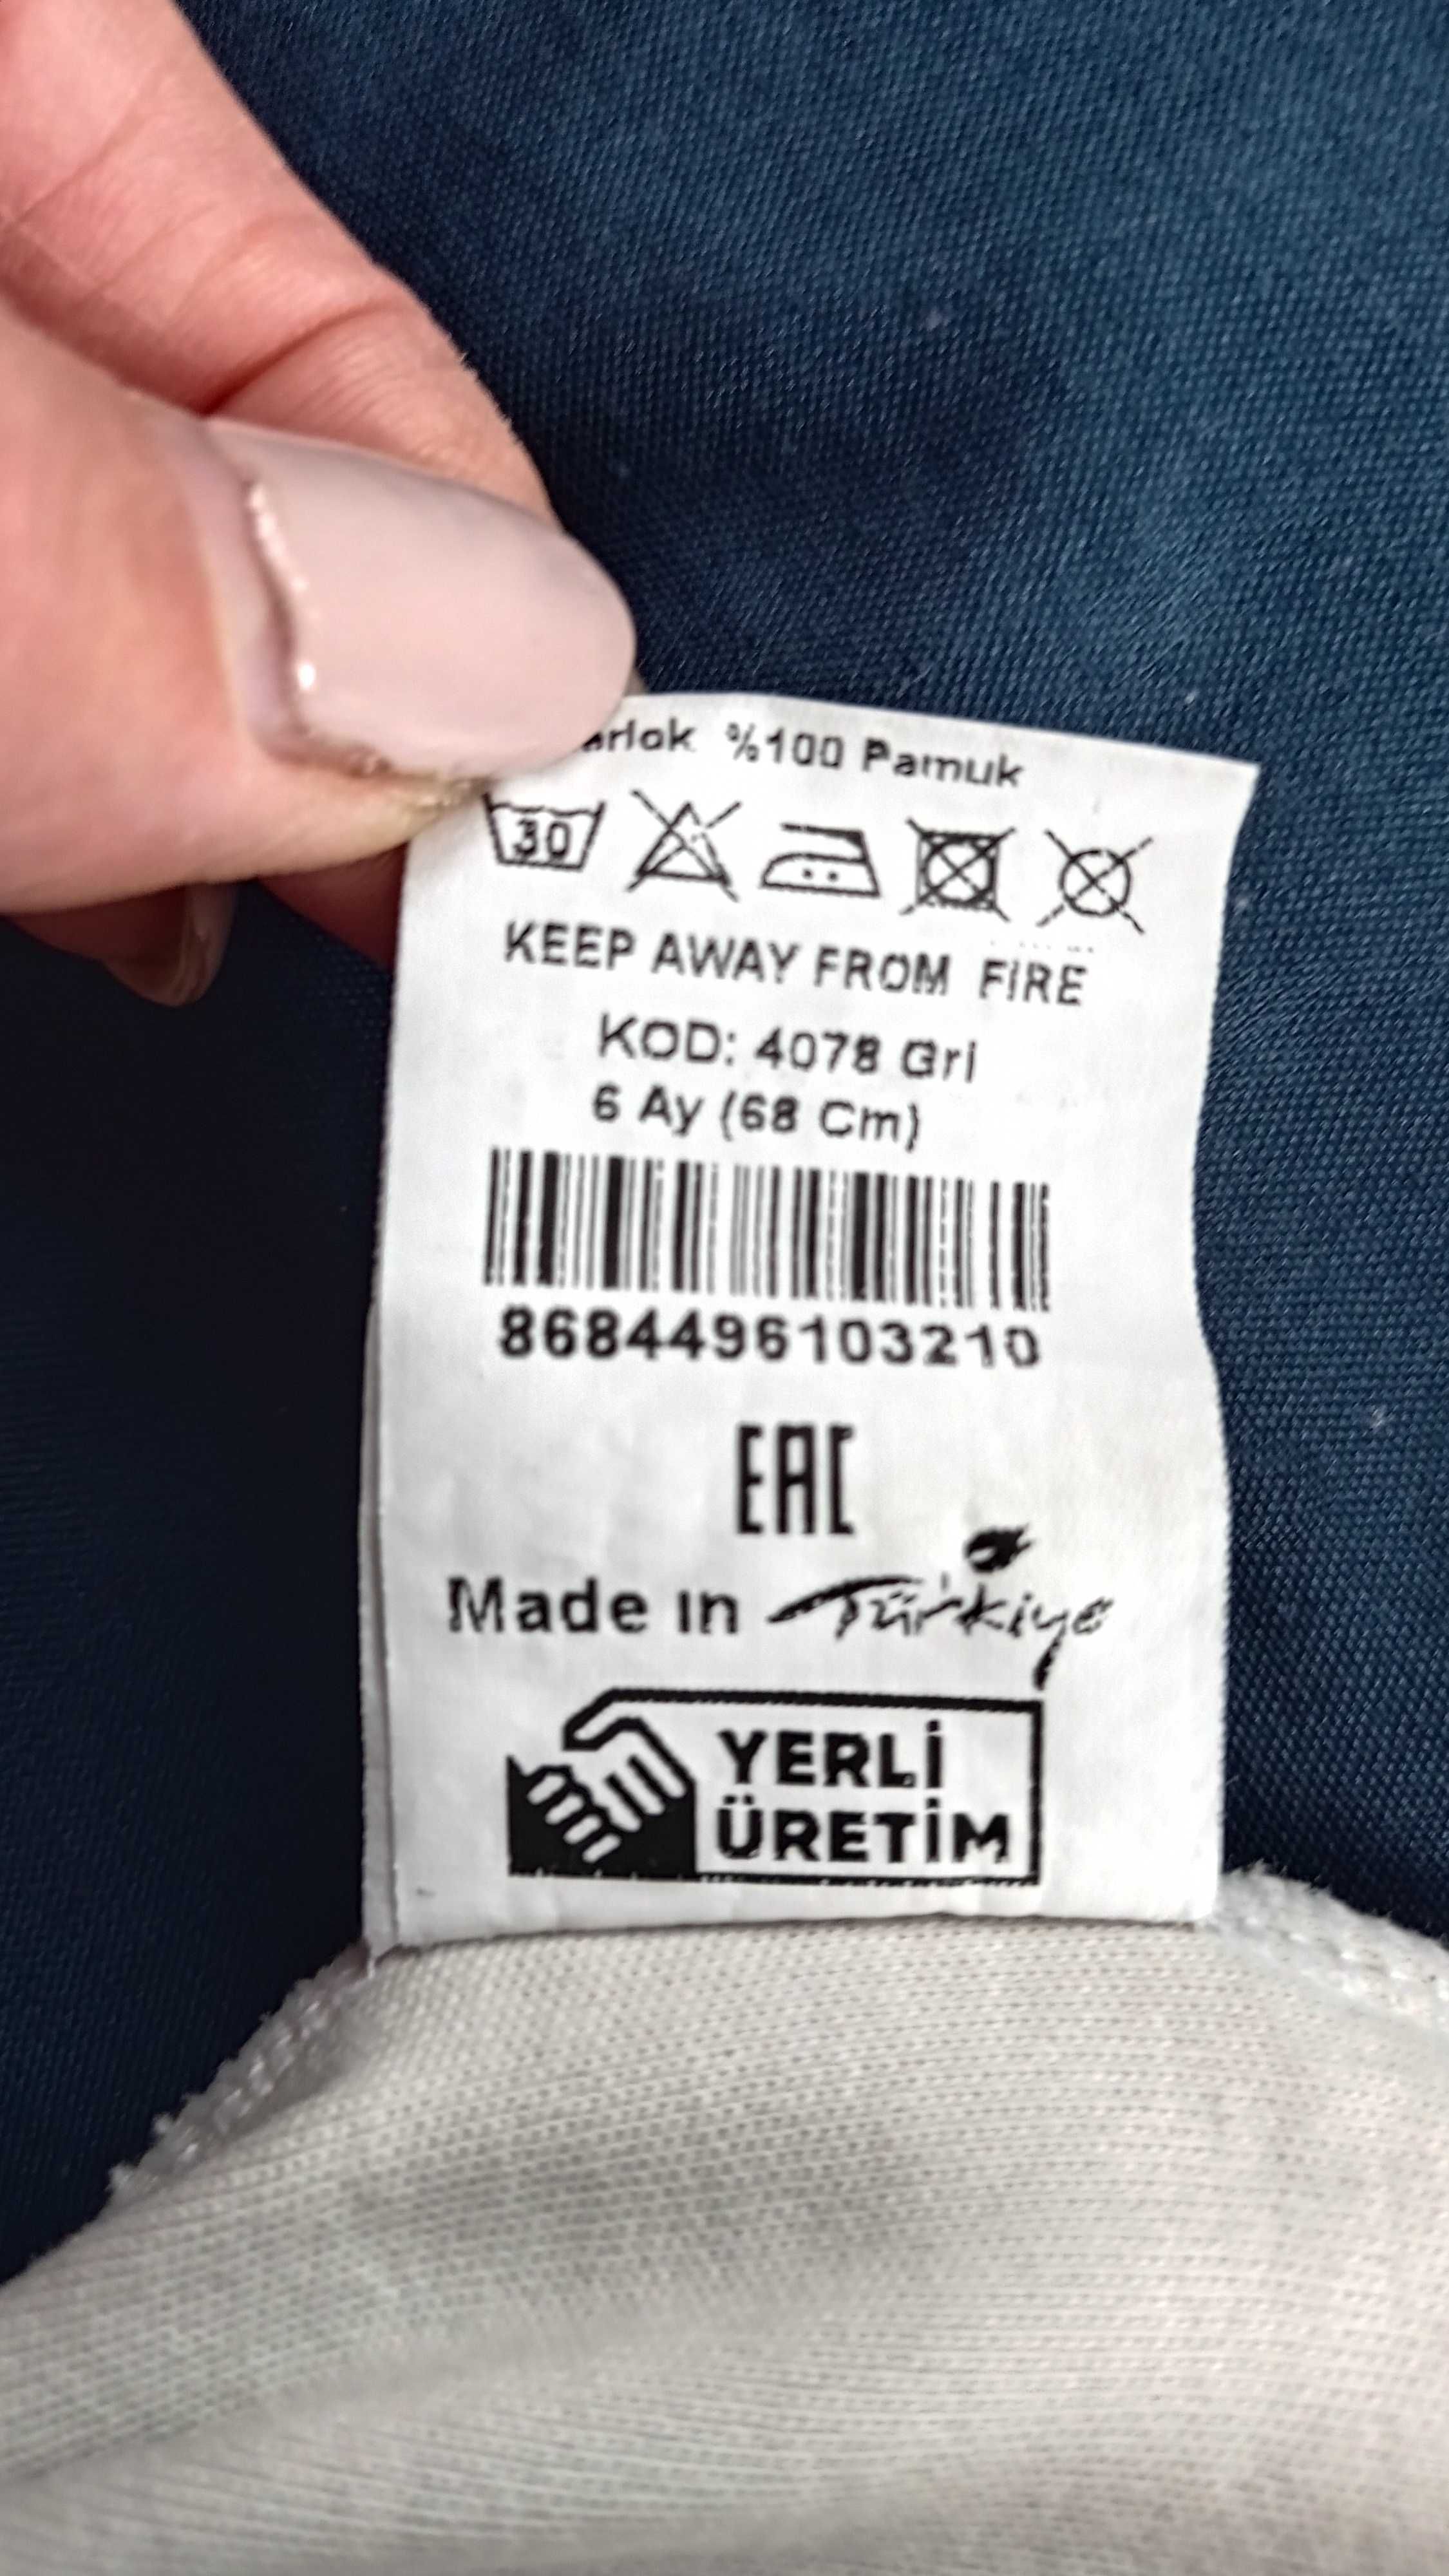 %100 Pamuk
30
KEEP AWAY FROM FIRE
KOD: 4078 Gri
6 Ay (68 Cm)
8684496103210
EAC
Made in Türkiye
YERLİ
ÜRETİM